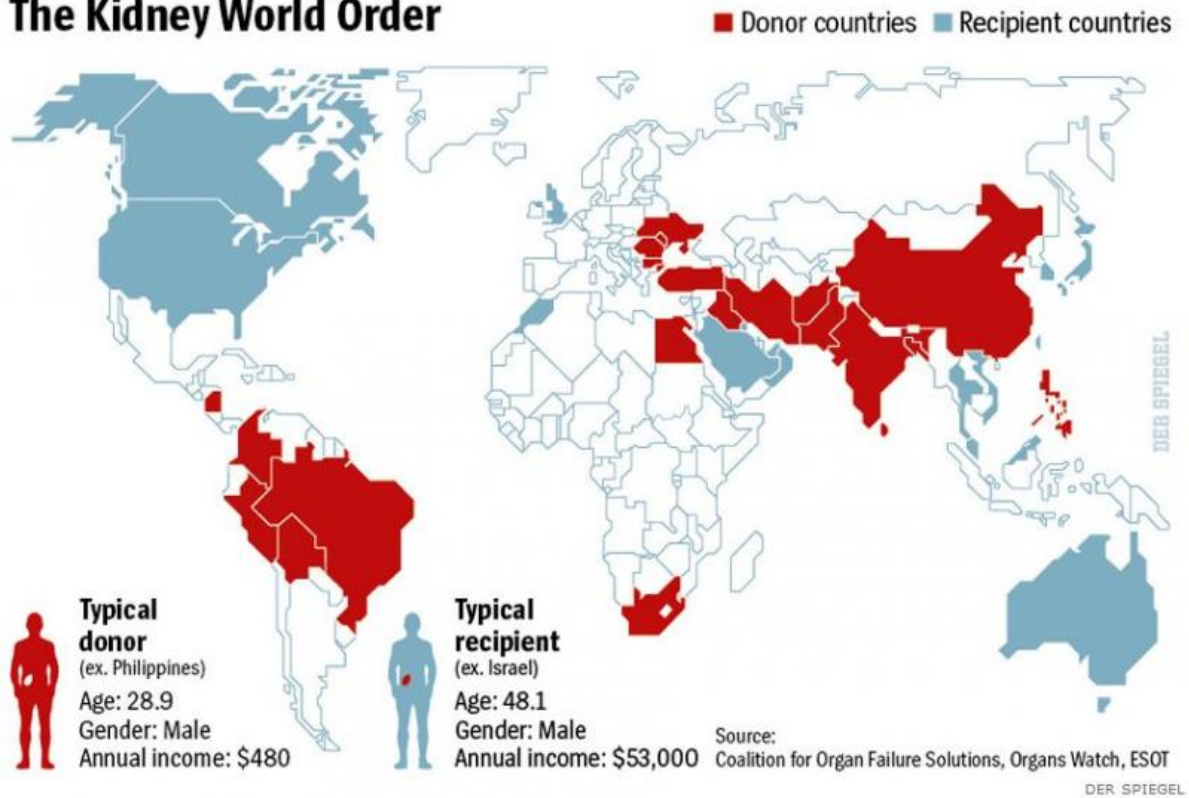 The Kidney World Order
Donor countries
Recipient countries
DER SPIEGEL
Typical
donor
(ex. Philippines)
Age: 28.9
Gender: Male
Annual income: $480
Typical
recipient
(ex. Israel)
Age: 48.1
Gender: Male
Annual income: $53,000
Source:
Coalition for Organ Failure Solutions, Organs Watch, ESOT
DER SPIEGEL